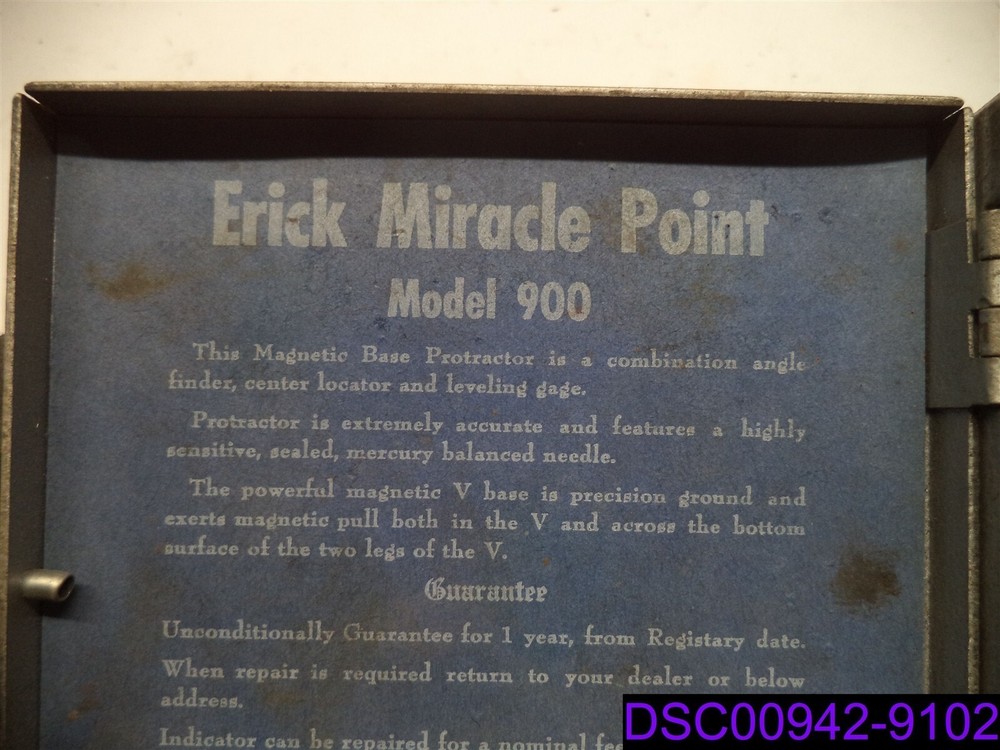 Erick Miracle Point
Model 900
This Magnetic Base Protractor is a combination angle
finder, center locator and leveling gage.
Protractor is extremely accurate and features a highly
sensitive, sealed, mercury balanced needle.
The powerful magnetic V base is precision ground and
exerts magnetic pull both in the V and across the bottom
surface of the two legs of the V.
Guarantee
Unconditionally Guarantee for 1 year, from Registary date.
When repair is required return to your dealer or below
address.
Indicator can be repaired for a nominal fee
DSC00942-9102